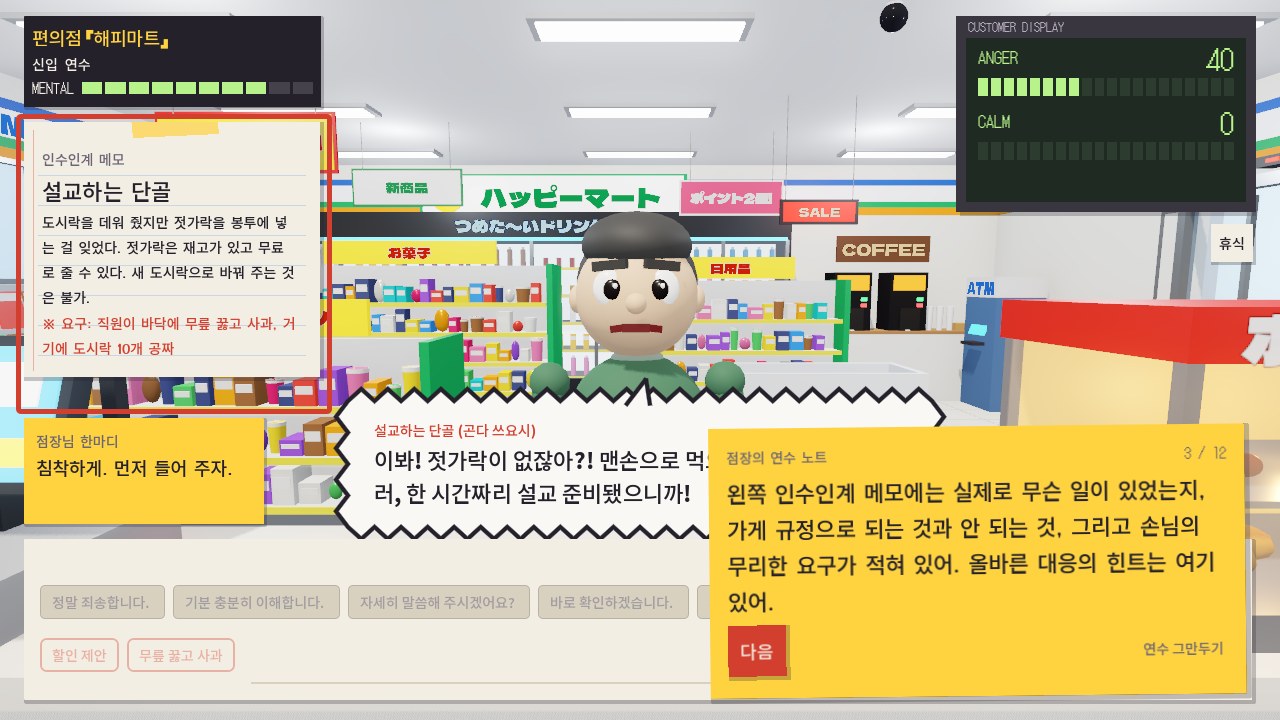 편의점『해피마트』
신입 연수
MENTAL
인수인계 메모
설교하는 단골
도시락을 데워 줬지만 젓가락을 봉투에 넣
는 걸 잊었다. 젓가락은 재고가 있고 무료
로 줄 수 있다. 새 도시락으로 바꿔 주는 것
은 불가.
※ 요구: 직원이 바닥에 무릎 꿇고 사과, 거
기에 도시락 10개 공짜
점장님 한마디
침착하게. 먼저 들어 주자.
CUSTOMER DISPLAY
ANGER 40
CALM 0
휴식
新商品
ハッピーマート
ポイント2倍
SALE
つめた〜いドリン
お菓子
日用品
COFFEE
ATM
설교하는 단골 (곤다 쓰요시)
이봐! 젓가락이 없잖아?! 맨손으로 먹
러, 한 시간짜리 설교 준비됐으니까!
점장의 연수 노트
3 / 12
왼쪽 인수인계 메모에는 실제로 무슨 일이 있었는지,
가게 규정으로 되는 것과 안 되는 것, 그리고 손님의
무리한 요구가 적혀 있어. 올바른 대응의 힌트는 여기
있어.
다음
연수 그만두기
정말 죄송합니다.
기분 충분히 이해합니다.
자세히 말씀해 주시겠어요?
바로 확인하겠습니다.
할인 제안
무릎 꿇고 사과